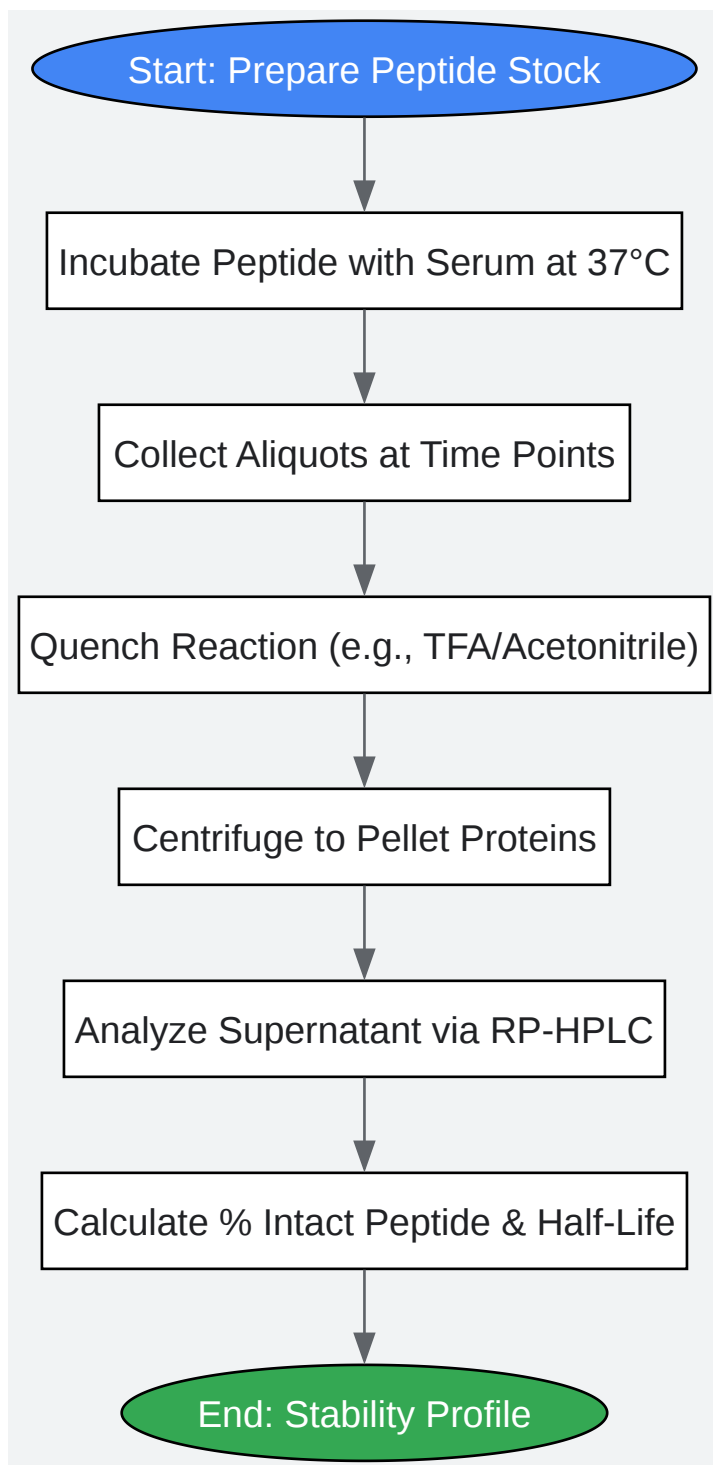 Start: Prepare Peptide Stock
Incubate Peptide with Serum at 37°C
Collect Aliquots at Time Points
Quench Reaction (e.g., TFA/Acetonitrile)
Centrifuge to Pellet Proteins
Analyze Supernatant via RP-HPLC
Calculate % Intact Peptide & Half-Life
End: Stability Profile